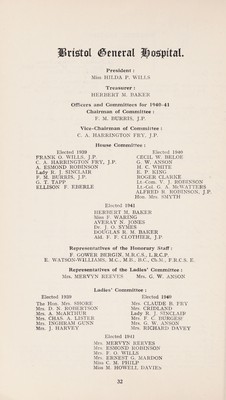 Bristol General Hospital.
President:
Miss HILDA P. WILLS
Treasurer:
HERBERT M. BAKER
Officers and Committees for 1940-41
Chairman of Committee:
F. M. BURRIS, J.P.
Vice-Chairman of Committee:
C. A. HARRINGTON FRY, J.P.
House Committee:
Elected 1939
FRANK O. WILLS, J.P.
C. A. HARRINGTON FRY, J.P.
A. ESMOND ROBINSON
Lady R. J. SINCLAIR
F. M. BURRIS, J.P.
G. T. TAPP
ELLISON F. EBERLE
Elected 1940
CECIL W. BELOE
G. W. ANSON
H. C. WHITE
E. P. KING
ROGER CLARKE
Lt.-Com. V. J. ROBINSON
Lt.-Col. G. A. McWATTERS
ALFRED R. ROBINSON, J.P.
Hon. Mrs. SMYTH
Elected 1941
HERBERT M. BAKER
Miss F. WARING
AVERAY N. JONES
Dr. J. O. SYMES
DOUGLAS R. M. BAKER
Ald. F. F. CLOTHIER, J.P.
Representatives of the Honorary Staff:
F. GOWER BERGIN, M.R.C.S., L.R.C.P.
E. WATSON-WILLIAMS, M.C., M.B., B.C., Ch.M., F.R.C.S. E.
Representatives of the Ladies' Committee:
Mrs. MERVYN REEVES Mrs. G. W. ANSON
Ladies' Committee:
Elected 1939
The Hon. Mrs. SHORE
Mrs. D. N. ROBERTSON
Mrs. A. MᶜARTHUR
Mrs. CHAS. A. LISTER
Mrs. INGHRAM GUNN
Mrs. J. HARVEY
Elected 1940
Mrs. CLAUDE B. FRY
Mrs. CRIDLAND
Lady R. J. SINCLAIR
Mrs. F. C. BURGESS
Mrs. G. W. ANSON
Mrs. RICHARD DAVEY
Elected 1941
Mrs. MERVYN REEVES
Mrs. ESMOND ROBINSON
Mrs. F. O. WILLS
Mrs. ERNEST G. MARDON
Miss C. M. PHILP
Miss M. HOWELL DAVIES
32